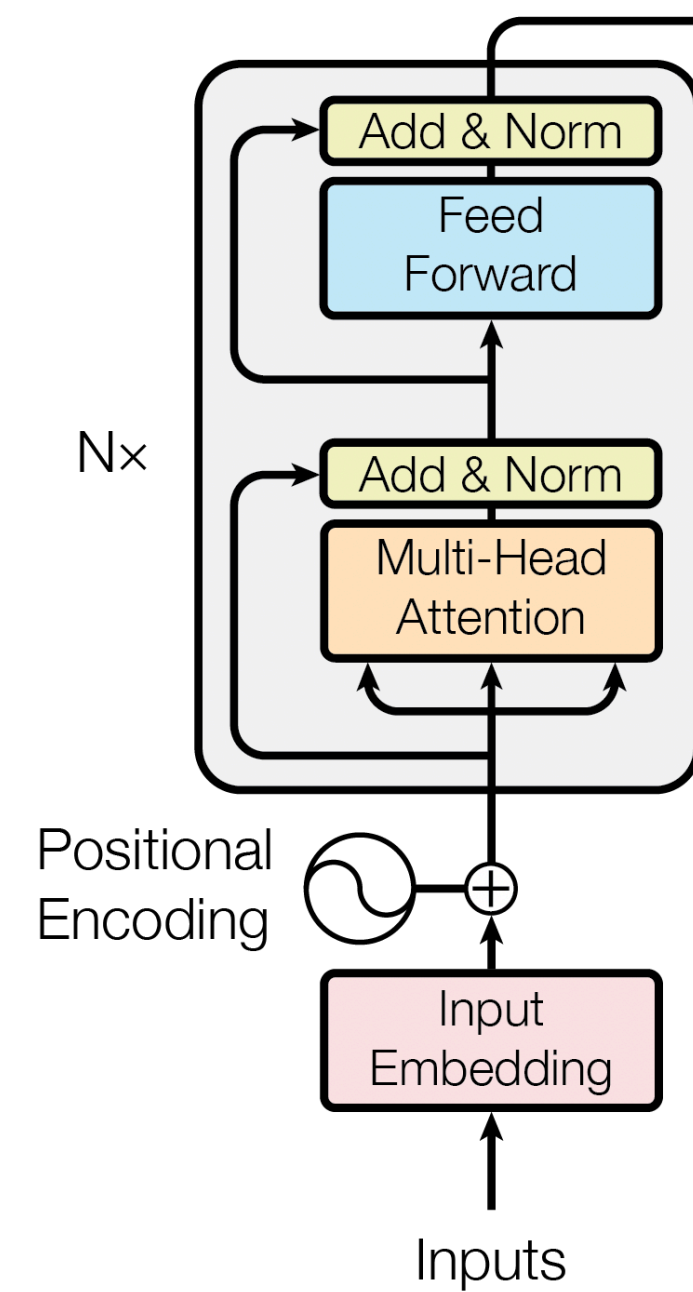 Add & Norm
Feed
Forward
Nx
Add & Norm
Multi-Head
Attention
Positional
Encoding
Input
Embedding
Inputs